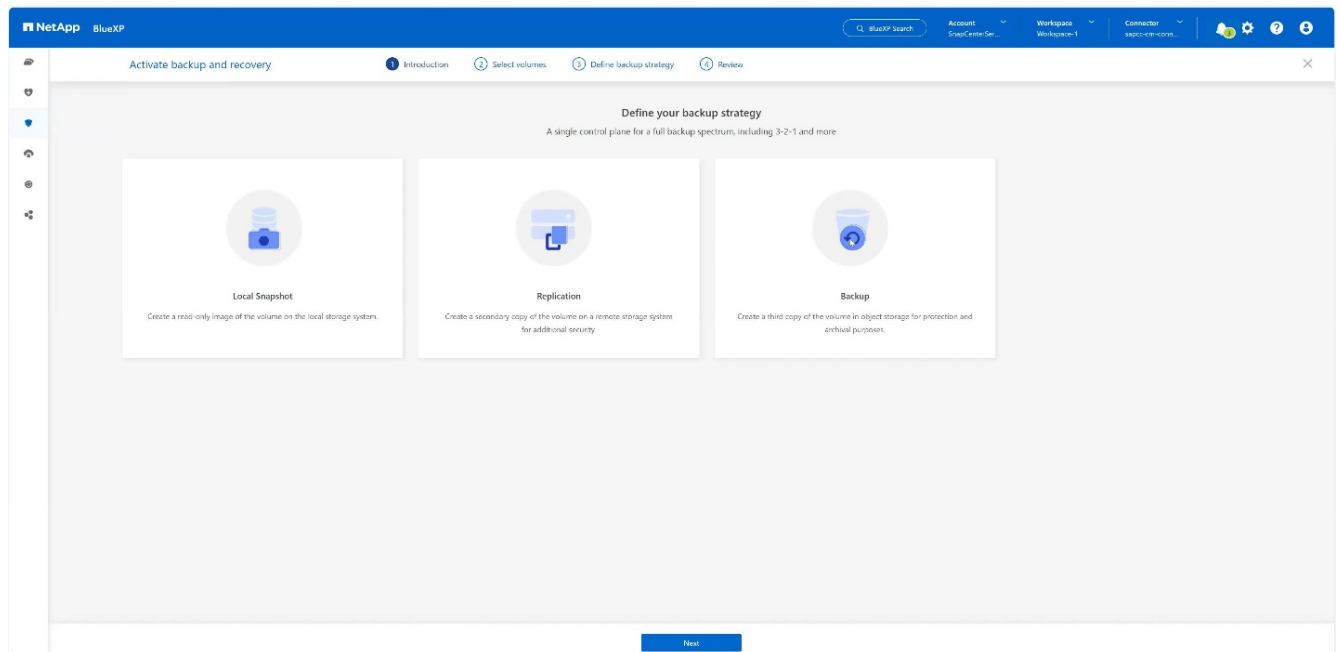 NetApp BlueXP
BlueXP Search
Account
SnapCenterSer...
Workspace
Workspace-1
Connector
sapcc-cm-conn...
Activate backup and recovery
1 Introduction
2 Select volumes
3 Define backup strategy
4 Review
Define your backup strategy
A single control plane for a full backup spectrum, including 3-2-1 and more
Local Snapshot
Create a read-only image of the volume on the local storage system.
Replication
Create a secondary copy of the volume on a remote storage system
for additional security.
Backup
Create a third copy of the volume in object storage for protection and
archival purposes.
Next